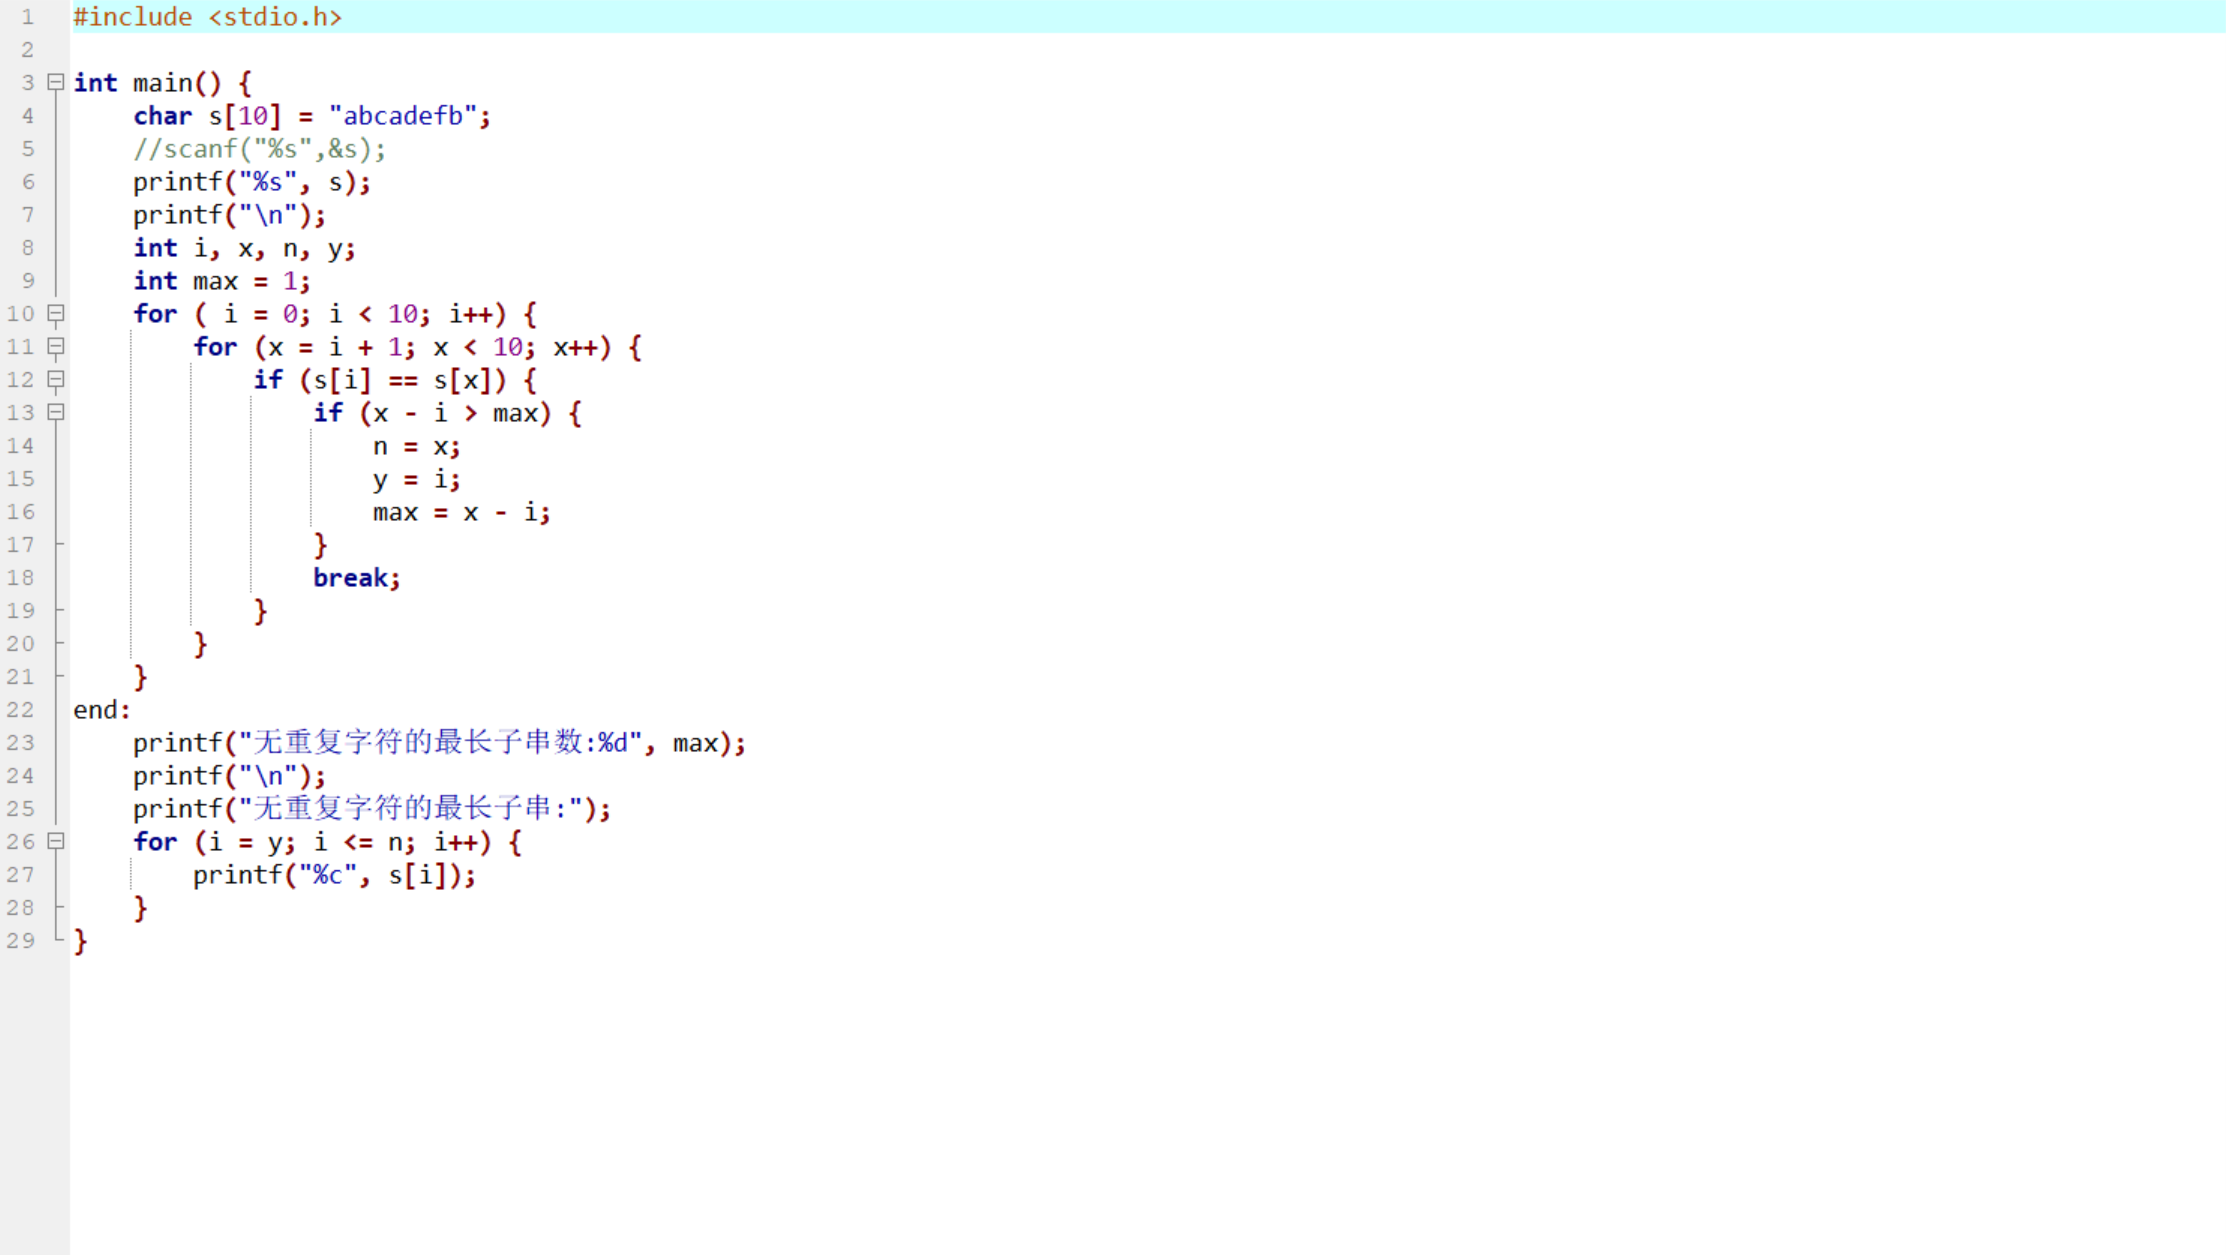 1 #include <stdio.h>
2
3 int main() {
4 char s[10] = "abcadefb";
5 //scanf("%s",&s);
6 printf("%s", s);
7 printf("\n");
8 int i, x, n, y;
9 int max = 1;
10 for ( i = 0; i < 10; i++) {
11 for (x = i + 1; x < 10; x++) {
12 if (s[i] == s[x]) {
13 if (x - i > max) {
14 n = x;
15 y = i;
16 max = x - i;
17 }
18 break;
19 }
20 }
21 }
22 end:
23 printf("无重复字符的最长子串数:%d", max);
24 printf("\n");
25 printf("无重复字符的最长子串:");
26 for (i = y; i <= n; i++) {
27 printf("%c", s[i]);
28 }
29 }